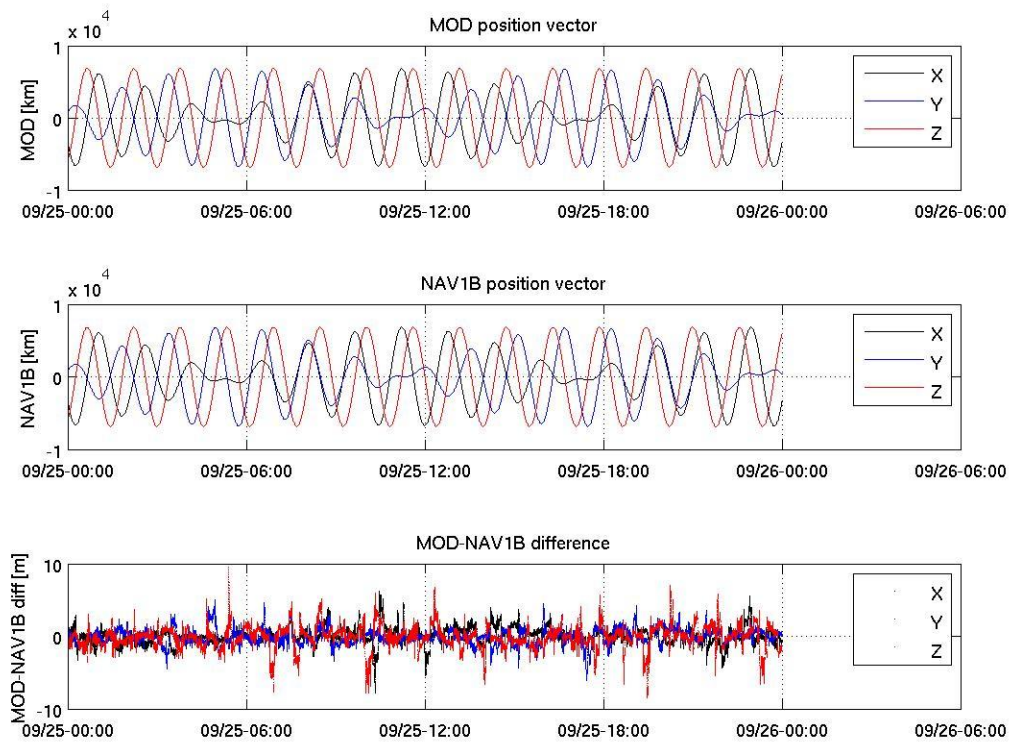 MOD position vector
x 10^4
1
0
-1
MOD [km]
X
Y
Z
09/25-00:00 09/25-06:00 09/25-12:00 09/25-18:00 09/26-00:00 09/26-06:00
NAV1B position vector
x 10^4
1
0
-1
NAV1B [km]
X
Y
Z
09/25-00:00 09/25-06:00 09/25-12:00 09/25-18:00 09/26-00:00 09/26-06:00
MOD-NAV1B difference
10
0
-10
MOD-NAV1B diff [m]
X
Y
Z
09/25-00:00 09/25-06:00 09/25-12:00 09/25-18:00 09/26-00:00 09/26-06:00